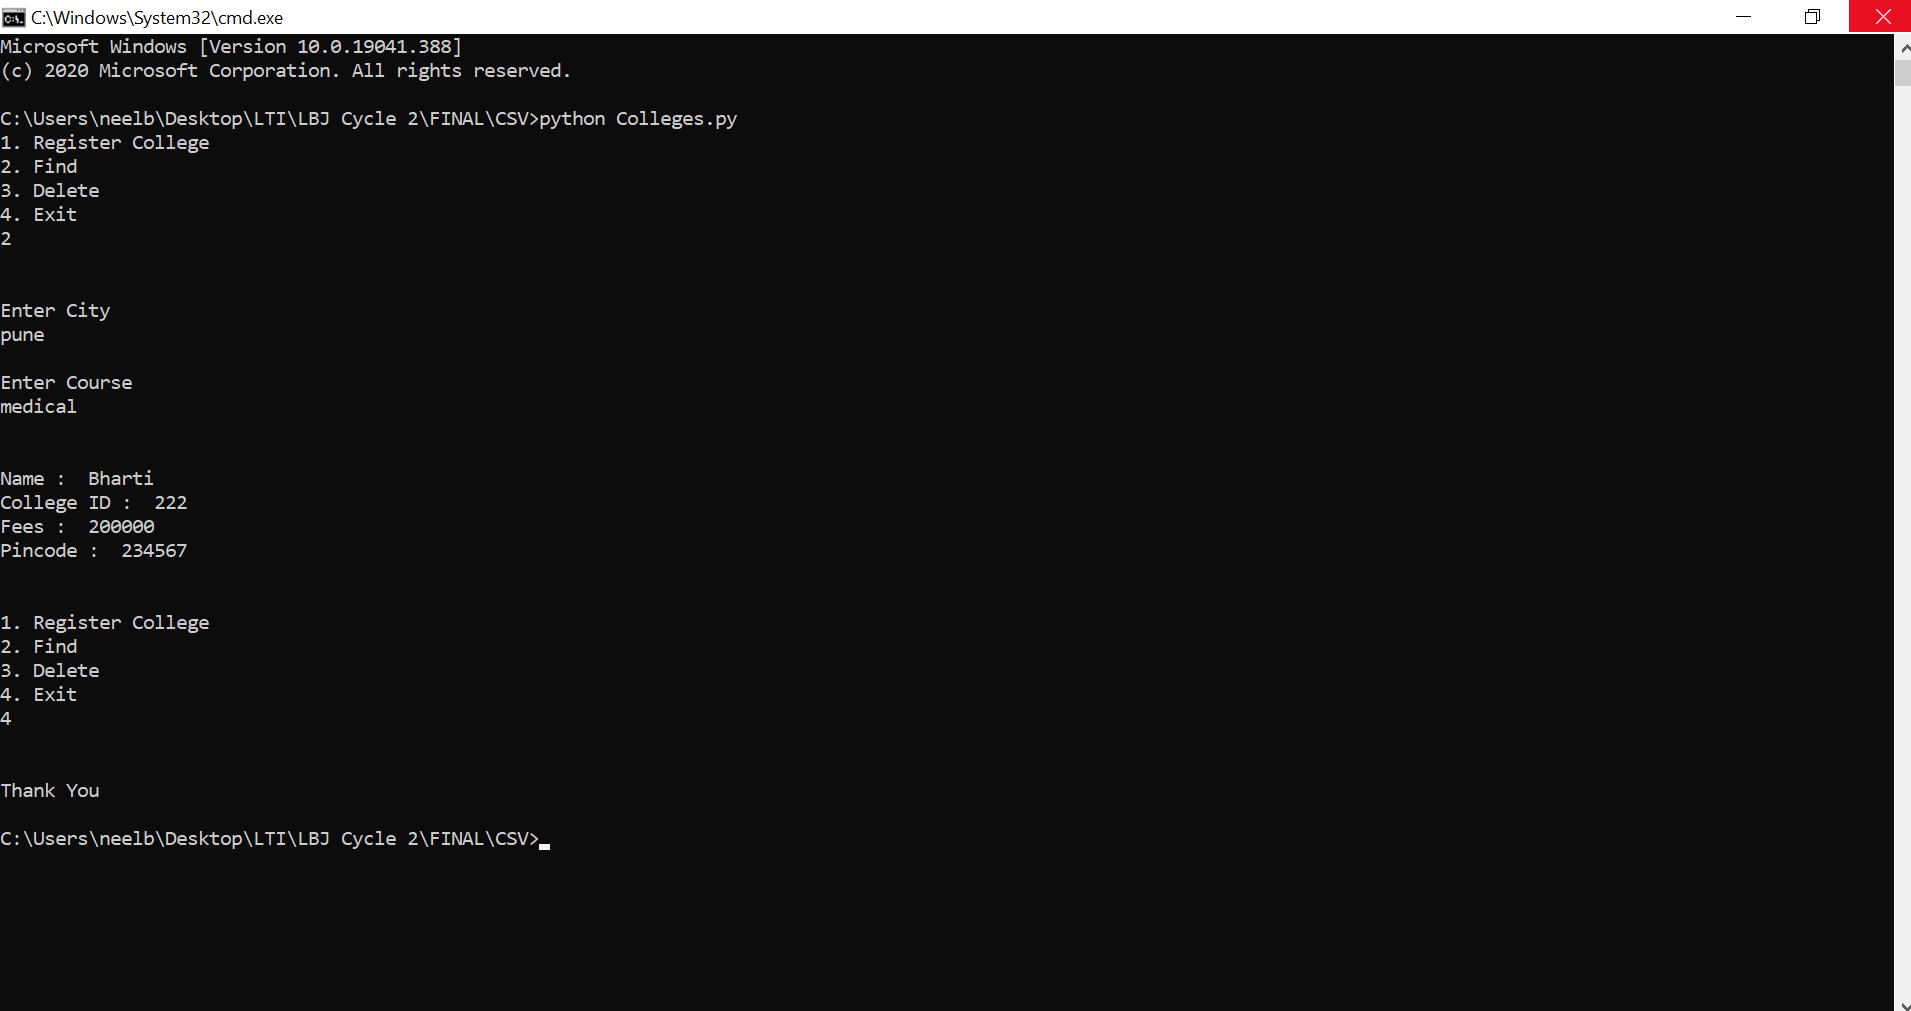 C:\Windows\System32\cmd.exe
Microsoft Windows [Version 10.0.19041.388]
(c) 2020 Microsoft Corporation. All rights reserved.
C:\Users\neelb\Desktop\LTI\LBJ Cycle 2\FINAL\CSV>python Colleges.py
1. Register College
2. Find
3. Delete
4. Exit
2
Enter City
pune
Enter Course
medical
Name :  Bharti
College ID :  222
Fees :  200000
Pincode :  234567
1. Register College
2. Find
3. Delete
4. Exit
4
Thank You
C:\Users\neelb\Desktop\LTI\LBJ Cycle 2\FINAL\CSV>